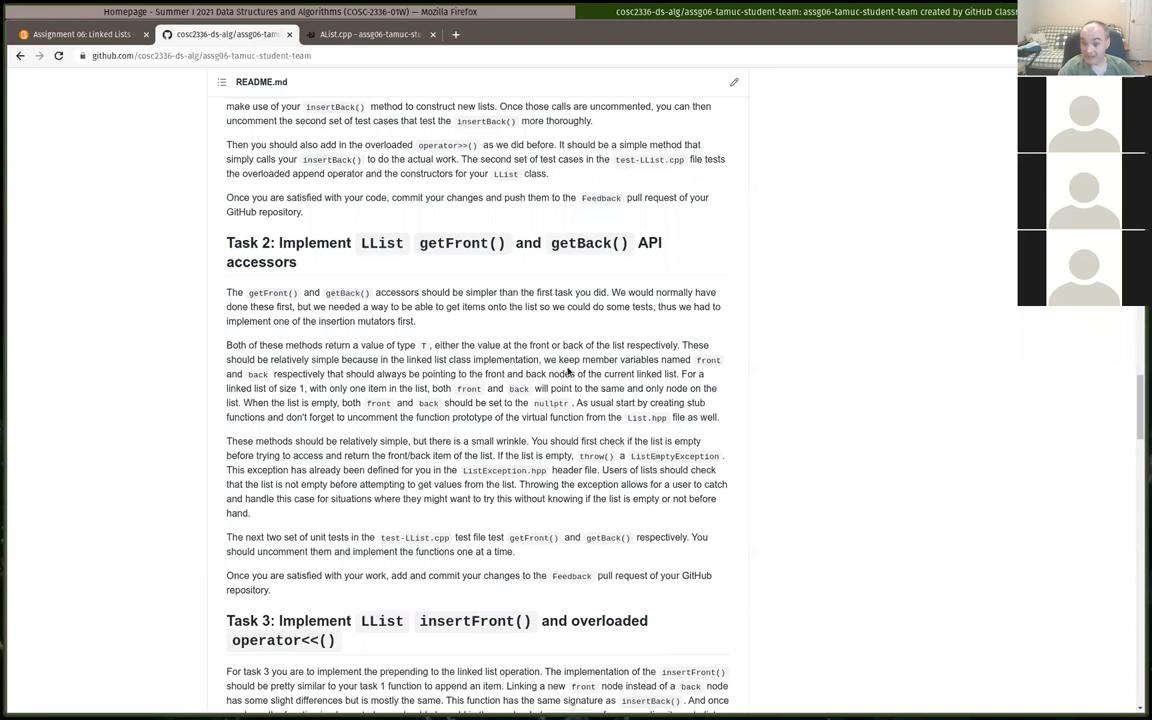 Homepage - Summer I 2021 Data Structures and Algorithms (COSC-2336-01W) — Mozilla Firefox
cosc2336-ds-alg/assg06-tamuc-student-team: assg06-tamuc-student-team created by GitHub Class
Assignment 06: Linked Lists
cosc2336-ds-alg/assg06-tamu
AList.cpp - assg06-tamuc-st
github.com/cosc2336-ds-alg/assg06-tamuc-student-team
README.md
make use of your insertBack() method to construct new lists. Once those calls are uncommented, you can then
uncomment the second set of test cases that test the insertBack() more thoroughly.
Then you should also add in the overloaded operator>>() as we did before. It should be a simple method that
simply calls your insertBack() to do the actual work. The second set of test cases in the test-LList.cpp file tests
the overloaded append operator and the constructors for your LList class.
Once you are satisfied with your code, commit your changes and push them to the Feedback pull request of your
GitHub repository.
Task 2: Implement LList getFront() and getBack() API
accessors
The getFront() and getBack() accessors should be simpler than the first task you did. We would normally have
done these first, but we needed a way to be able to get items onto the list so we could do some tests, thus we had to
implement one of the insertion mutators first.
Both of these methods return a value of type T, either the value at the front or back of the list respectively. These
should be relatively simple because in the linked list class implementation, we keep member variables named front
and back respectively that should always be pointing to the front and back nodes of the current linked list. For a
linked list of size 1, with only one item in the list, both front and back will point to the same and only node on the
list. When the list is empty, both front and back should be set to the nullptr. As usual start by creating stub
functions and don't forget to uncomment the function prototype of the virtual function from the List.hpp file as well.
These methods should be relatively simple, but there is a small wrinkle. You should first check if the list is empty
before trying to access and return the front/back item of the list. If the list is empty, throw() a ListEmptyException.
This exception has already been defined for you in the ListException.hpp header file. Users of lists should check
that the list is not empty before attempting to get values from the list. Throwing the exception allows for a user to catch
and handle this case for situations where they might want to try this without knowing if the list is empty or not before
hand.
The next two set of unit tests in the test-LList.cpp test file test getFront() and getBack() respectively. You
should uncomment them and implement the functions one at a time.
Once you are satisfied with your work, add and commit your changes to the Feedback pull request of your GitHub
repository.
Task 3: Implement LList insertFront() and overloaded
operator<<()
For task 3 you are to implement the prepending to the linked list operation. The implementation of the insertFront()
should be pretty similar to your task 1 function to append an item. Linking a new front node instead of a back node
has some slight differences but is mostly the same. This function has the same signature as insertBack(). And once